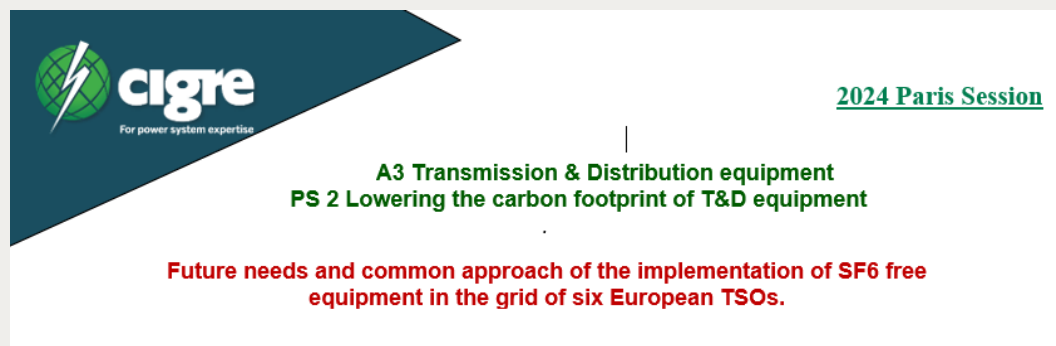 cigre
For power system expertise
2024 Paris Session
A3 Transmission & Distribution equipment
PS 2 Lowering the carbon footprint of T&D equipment
.
Future needs and common approach of the implementation of SF6 free
equipment in the grid of six European TSOs.